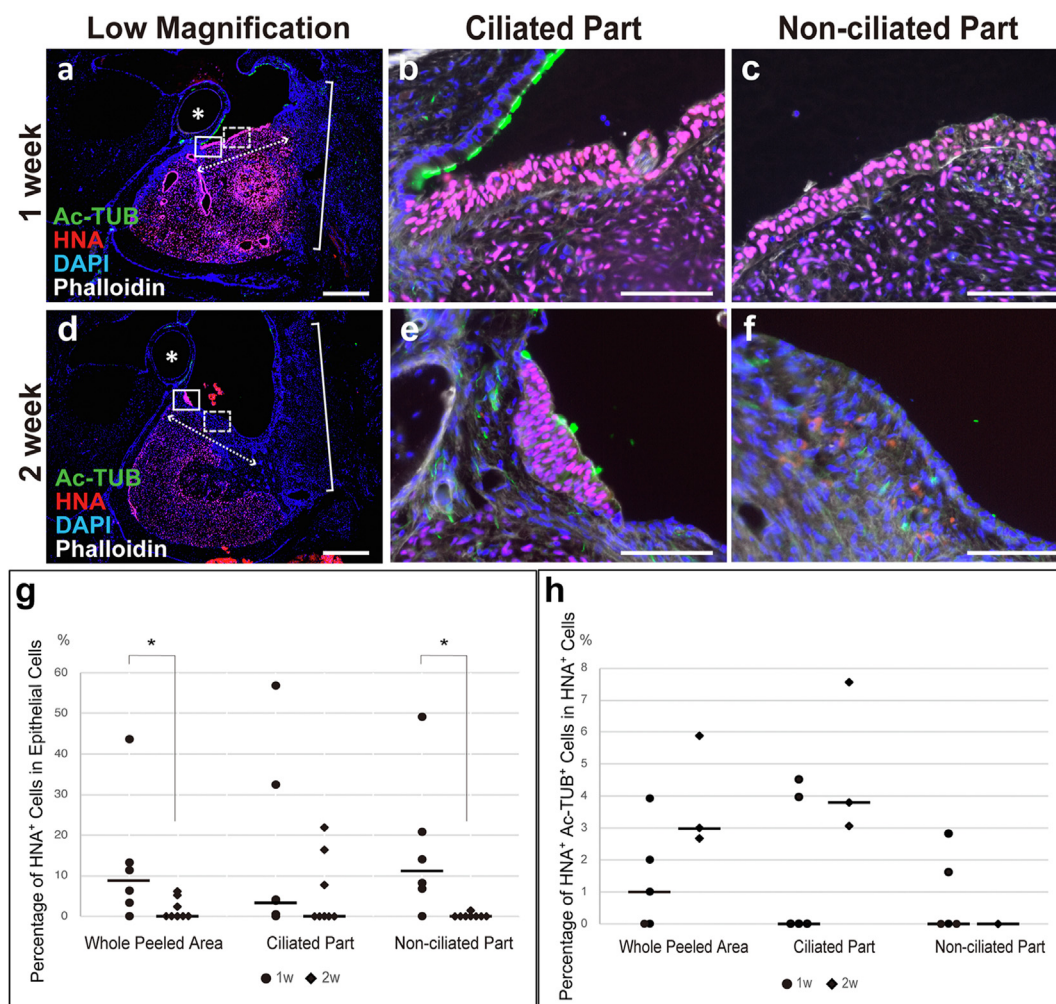 Low Magnification Ciliated Part Non-ciliated Part
1 week
a
*
Ac-TUB
HNA
DAPI
Phalloidin
b
c
2 week
d
*
Ac-TUB
HNA
DAPI
Phalloidin
e
f
g
Percentage of HNA⁺ Cells in Epithelial Cells
%
60
50
40
30
20
10
0
*
*
Whole Peeled Area Ciliated Part Non-ciliated Part
1w 2w
h
Percentage of HNA⁺ Ac-TUB⁺ Cells in HNA⁺ Cells
%
8
7
6
5
4
3
2
1
0
Whole Peeled Area Ciliated Part Non-ciliated Part
1w 2w